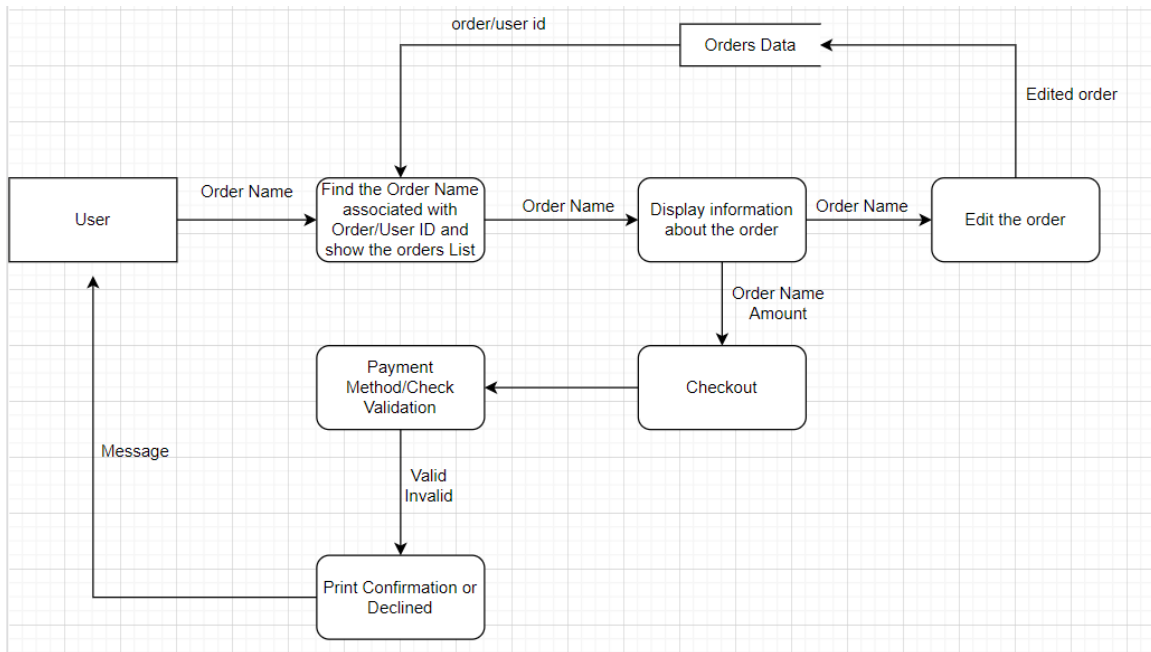 order/user id
Orders Data
Edited order
User
Order Name
Find the Order Name
associated with
Order/User ID and
show the orders List
Order Name
Display information
about the order
Order Name
Edit the order
Order Name
Amount
Payment
Method/Check
Validation
Checkout
Message
Valid
Invalid
Print Confirmation or
Declined